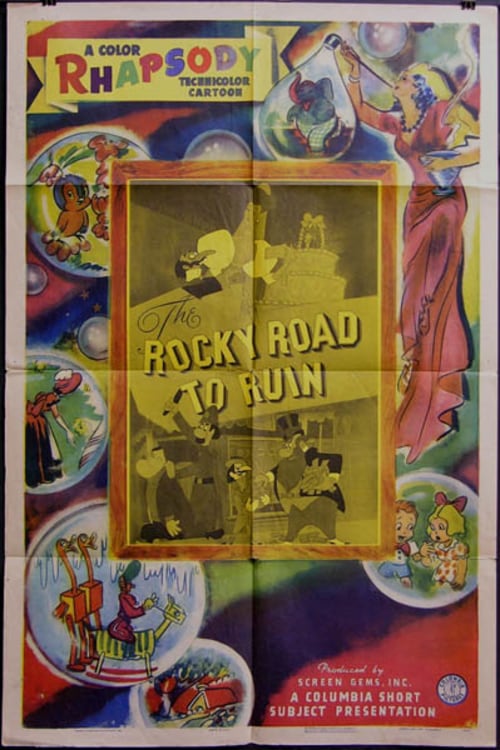 A COLOR
RHAPSODY
TECHNICOLOR
CARTOON
The
ROCKY ROAD
TO RUIN
Produced by
SCREEN GEMS, INC.
A COLUMBIA SHORT
SUBJECT PRESENTATION